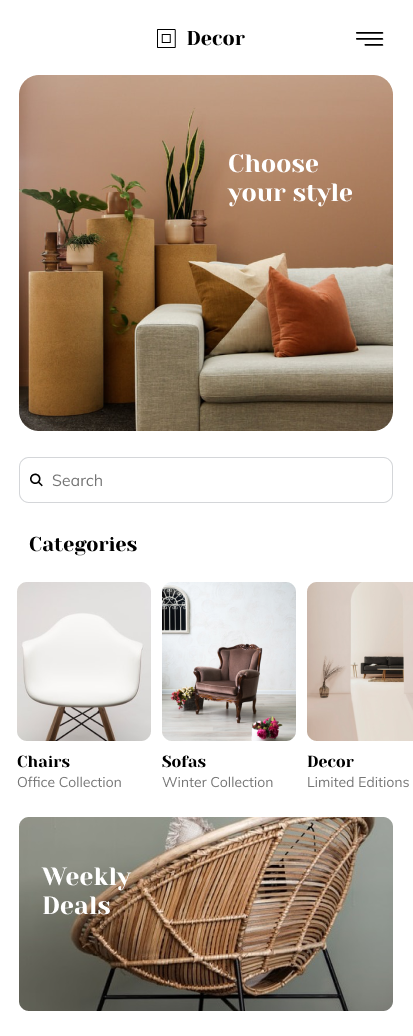 Decor
Choose
your style
Search
Categories
Chairs
Office Collection
Sofas
Winter Collection
Decor
Limited Editions
Weekly
Deals